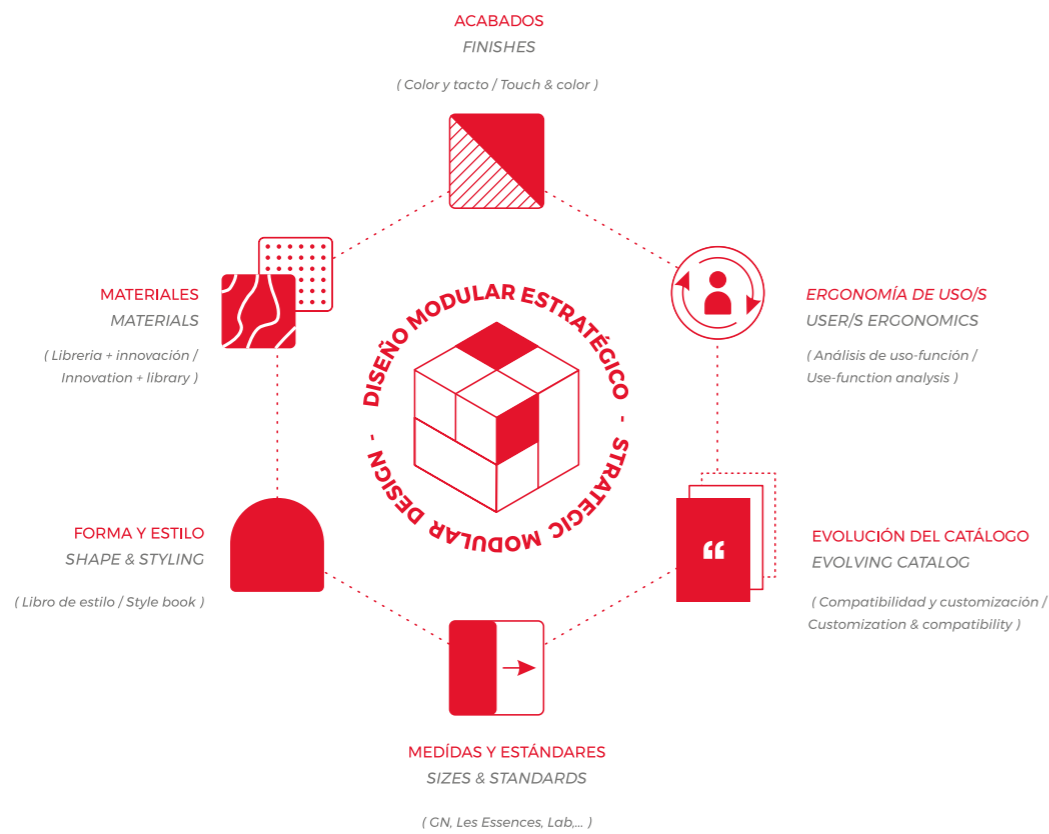 ACABADOS
FINISHES
( Color y tacto / Touch & color )
MATERIALES
MATERIALS
( Libreria + innovación /
Innovation + library )
DISEÑO MODULAR ESTRATÉGICO - STRATEGIC MODULAR DESIGN -
ERGONOMÍA DE USO/S
USER/S ERGONOMICS
( Análisis de uso-función /
Use-function analysis )
FORMA Y ESTILO
SHAPE & STYLING
( Libro de estilo / Style book )
“
EVOLUCIÓN DEL CATÁLOGO
EVOLVING CATALOG
( Compatibilidad y customización /
Customization & compatibility )
MEDÍDAS Y ESTÁNDARES
SIZES & STANDARDS
( GN, Les Essences, Lab,... )